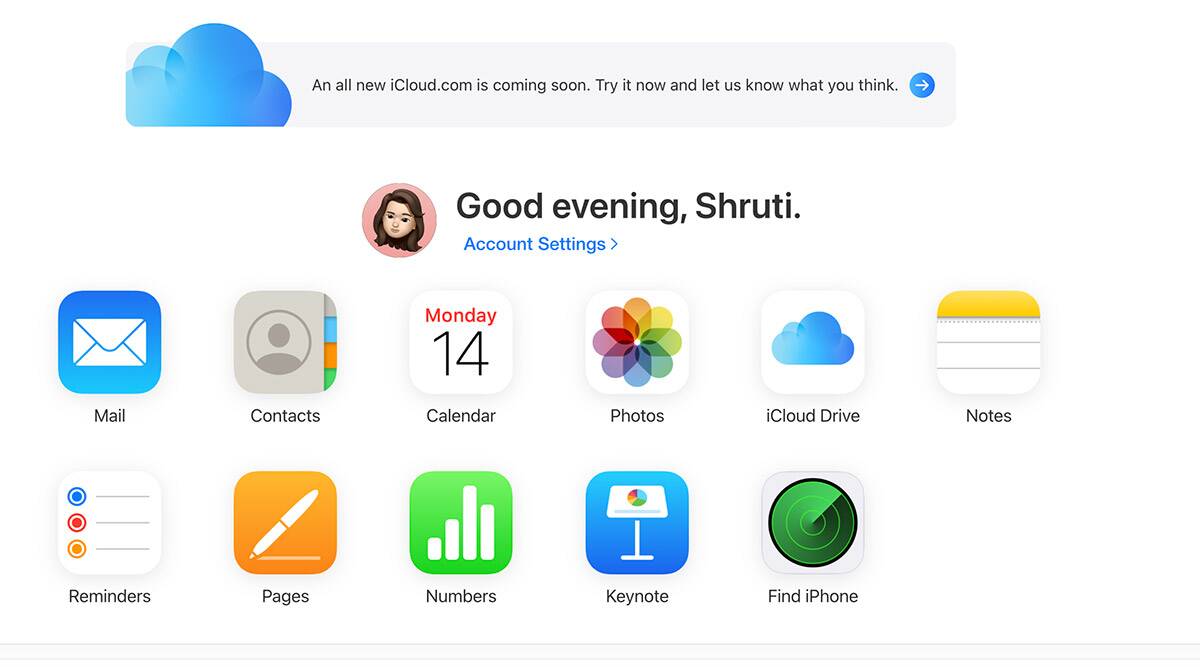 An all new iCloud.com is coming soon. Try it now and let us know what you think.
Good evening, Shruti.
Account Settings >
Monday
14
Mail
Contacts
Calendar
Photos
iCloud Drive
Notes
Reminders
Pages
Numbers
Keynote
Find iPhone